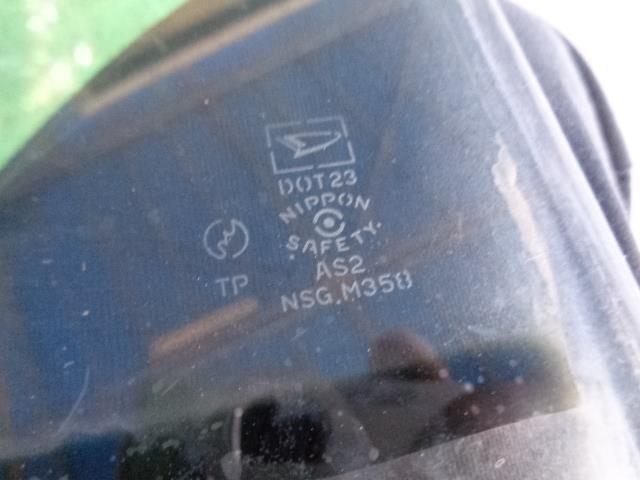 DOT23
NIPPON
SAFETY
AS2
TP
NSG.M358